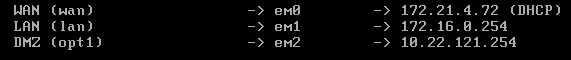 WAN (wan) -> em0 -> 172.21.4.72 (DHCP)
LAN (lan) -> em1 -> 172.16.0.254
DMZ (opt1) -> em2 -> 10.22.121.254